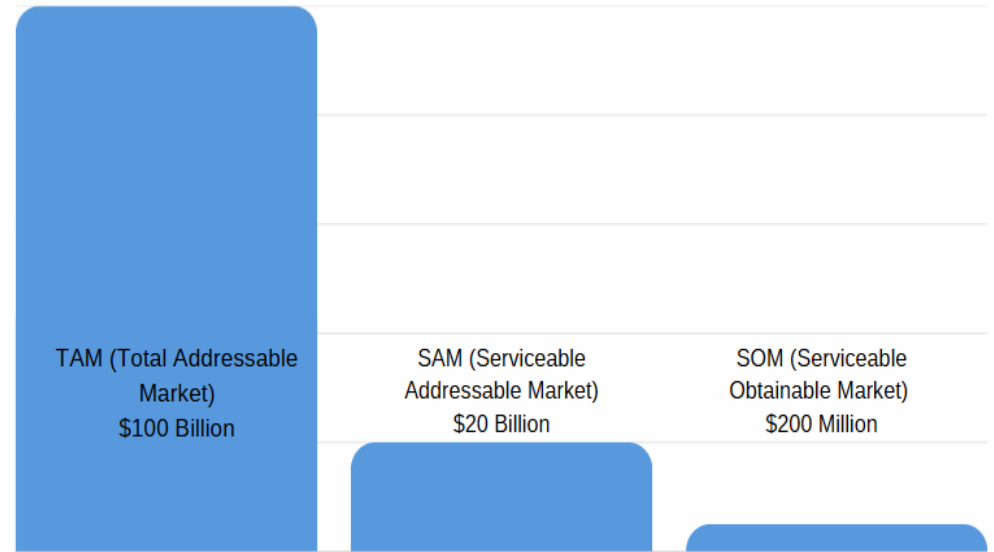 TAM (Total Addressable
Market)
$100 Billion
SAM (Serviceable
Addressable Market)
$20 Billion
SOM (Serviceable
Obtainable Market)
$200 Million